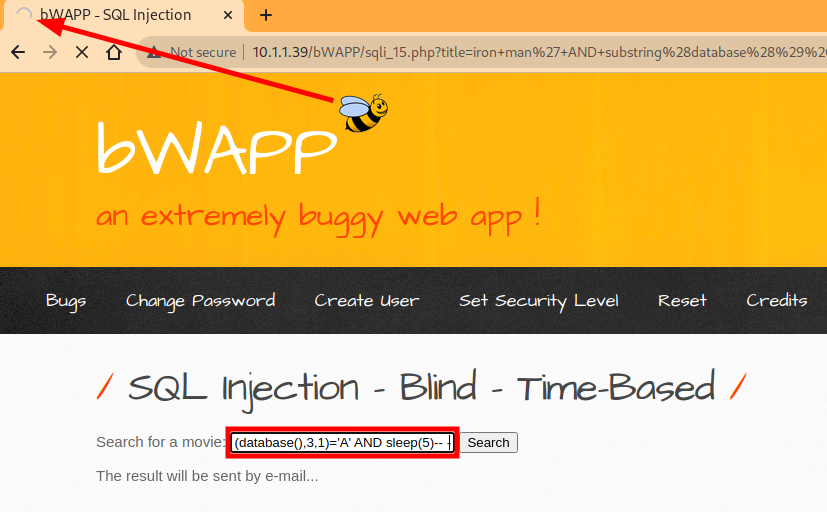 bWAPP - SQL Injection
Not secure 10.1.1.39/bWAPP/sqli_15.php?title=iron+man%27+AND+substring%28database%28%29%
bWAPP
an extremely buggy web app !
Bugs Change Password Create User Set Security Level Reset Credits
/ SQL Injection - Blind - Time-Based /
Search for a movie: (database(),3,1)='A' AND sleep(5)-- - Search
The result will be sent by e-mail...